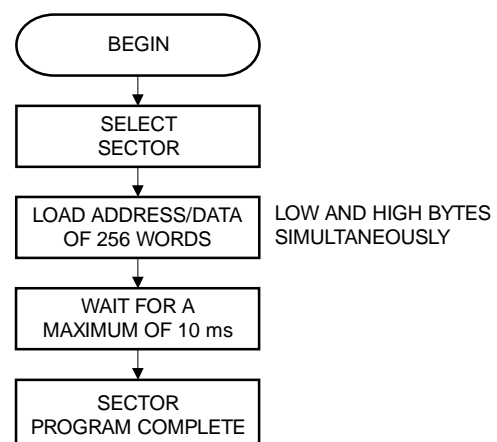 BEGIN
SELECT
SECTOR
LOAD ADDRESS/DATA
OF 256 WORDS
LOW AND HIGH BYTES
SIMULTANEOUSLY
WAIT FOR A
MAXIMUM OF 10 ms
SECTOR
PROGRAM COMPLETE